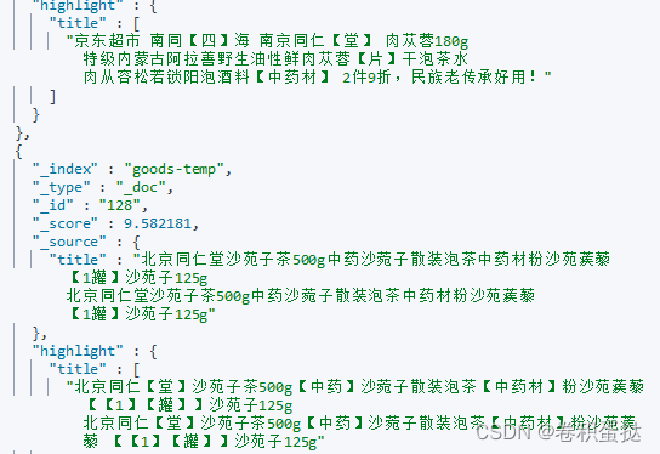 "highlight" : {
"title" : [
"京东超市 南同【四】海 南京同仁【堂】 肉苁蓉180g
特级内蒙古阿拉善野生油性鲜肉苁蓉【片】干泡茶水
肉从容松若锁阳泡酒料【中药材】 2件9折，民族老传承好用！"
]
}
},
{
"_index" : "goods-temp",
"_type" : "_doc",
"_id" : "128",
"_score" : 9.582181,
"_source" : {
"title" : "北京同仁堂沙苑子茶500g中药沙苑子散装泡茶中药材粉沙苑蒺藜
【1罐】沙苑子125g
北京同仁堂沙苑子茶500g中药沙苑子散装泡茶中药材粉沙苑蒺藜
【1罐】沙苑子125g"
},
"highlight" : {
"title" : [
"北京同仁【堂】沙苑子茶500g【中药】沙苑子散装泡茶【中药材】粉沙苑蒺藜
【【1】【罐】】沙苑子125g
北京同仁【堂】沙苑子茶500g【中药】沙苑子散装泡茶【中药材】粉沙苑蒺
藜 【【1】【罐】】沙苑子125g"
CSDN @卷积蛋挞